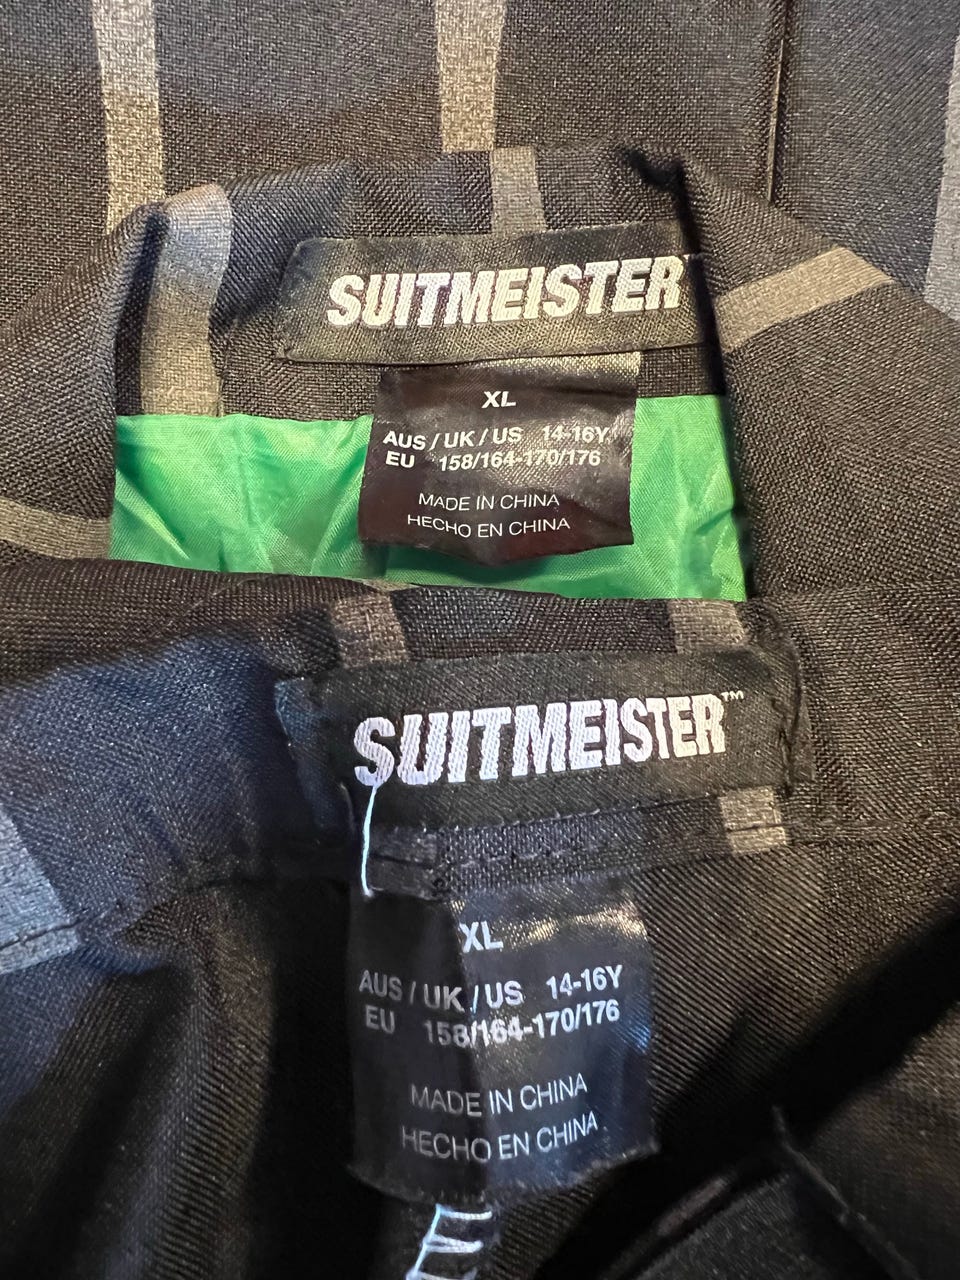 SUITMEISTER
XL
AUS / UK / US 14-16Y
EU 158/164-170/176
MADE IN CHINA
HECHO EN CHINA
SUITMEISTER™
XL
AUS / UK / US 14-16Y
EU 158/164-170/176
MADE IN CHINA
HECHO EN CHINA